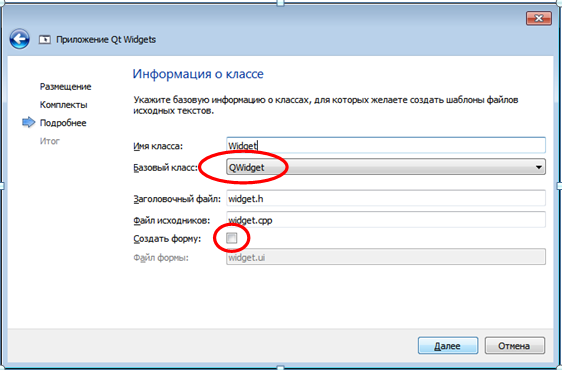 Приложение Qt Widgets
Информация о классе
Размещение
Комплекты
Подробнее
Итог
Укажите базовую информацию о классах, для которых желаете создать шаблоны файлов
исходных текстов.
Имя класса: Widget
Базовый класс: QWidget
Заголовочный файл: widget.h
Файл исходников: widget.cpp
Создать форму:
Файл формы: widget.ui
Далее
Отмена